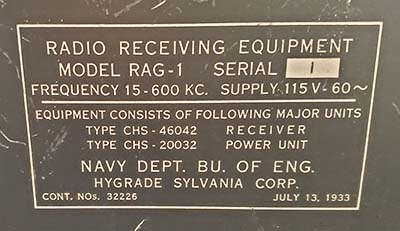 RADIO RECEIVING EQUIPMENT
MODEL RAG-1 SERIAL 1
FREQUENCY 15-600 KC. SUPPLY 115V-60~
EQUIPMENT CONSISTS OF FOLLOWING MAJOR UNITS
TYPE CHS-46042 RECEIVER
TYPE CHS-20032 POWER UNIT
NAVY DEPT. BU. OF ENG.
HYGRADE SYLVANIA CORP.
CONT. NOS. 32226 JULY 13, 1933